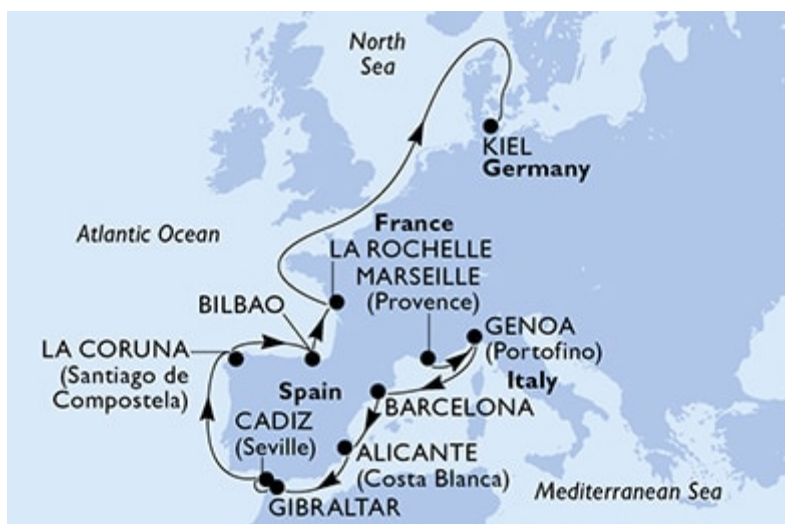 North
Sea
KIEL
Germany
Atlantic Ocean
France
LA ROCHELLE
MARSEILLE
(Provence)
BILBAO
GENOA
(Portofino)
Italy
LA CORUNA
(Santiago de
Compostela)
Spain
BARCELONA
CADIZ
(Seville)
ALICANTE
(Costa Blanca)
GIBRALTAR
Mediterranean Sea